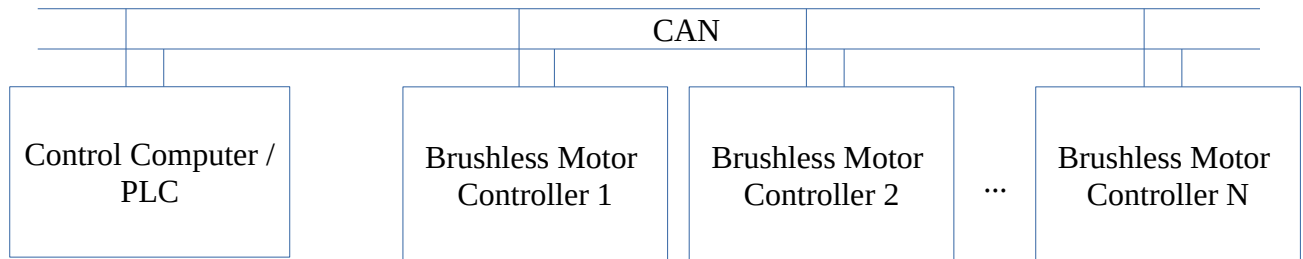 CAN
Control Computer /
PLC
Brushless Motor
Controller 1
Brushless Motor
Controller 2
...
Brushless Motor
Controller N